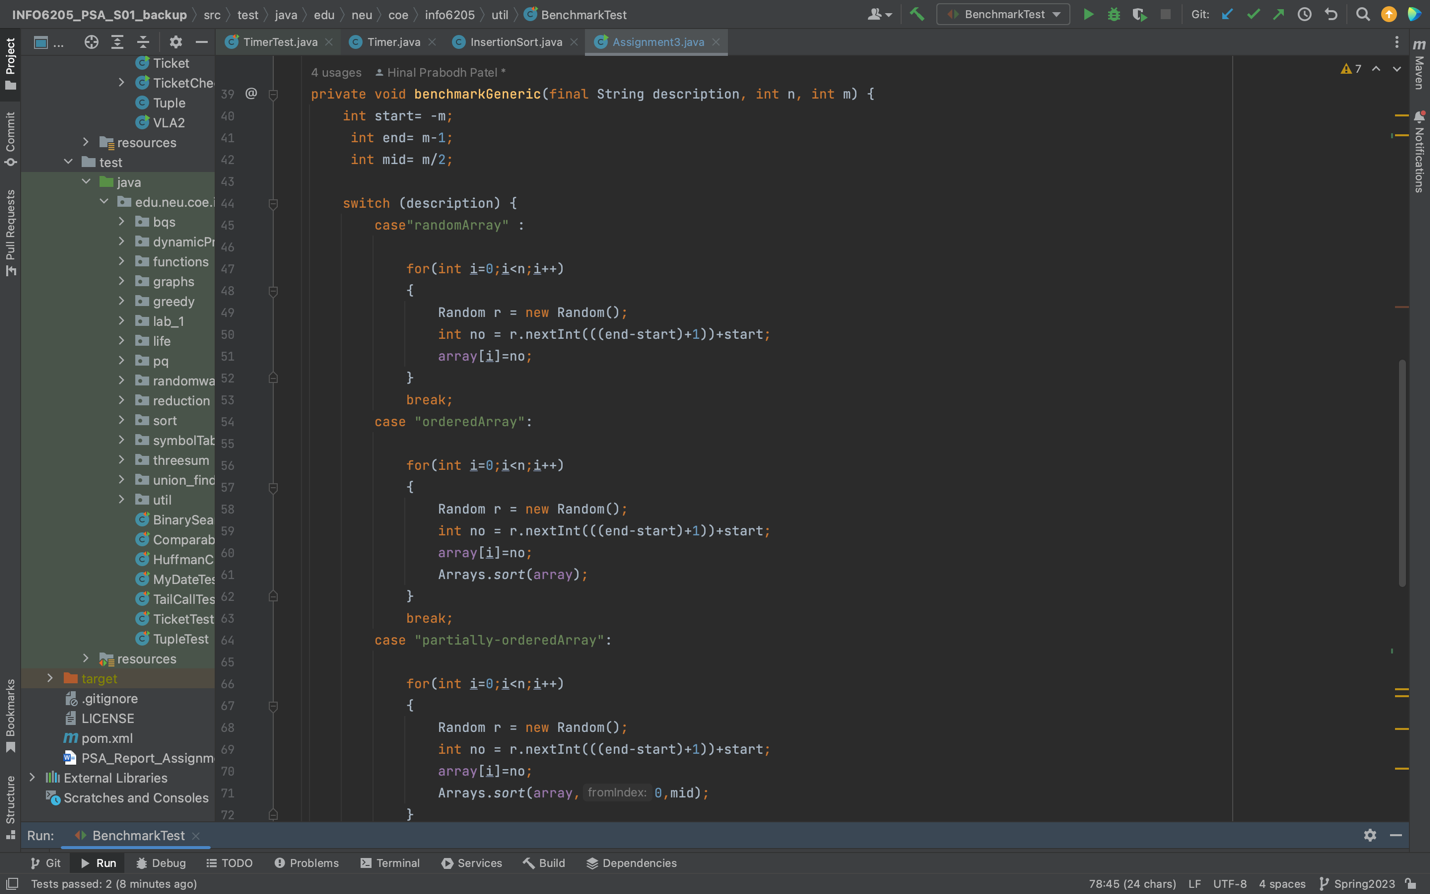 INFO6205_PSA_S01_backup › src › test › java › edu › neu › coe › info6205 › util › BenchmarkTest
BenchmarkTest
Git:
Project
...
TimerTest.java
Timer.java
InsertionSort.java
Assignment3.java
Maven
Notifications
Commit
Pull Requests
Bookmarks
Structure
Ticket
TicketChe
Tuple
VLA2
resources
test
java
edu.neu.coe.i
bqs
dynamicPr
functions
graphs
greedy
lab_1
life
pq
randomwa
reduction
sort
symbolTab
threesum
union_find
util
BinarySea
Comparab
HuffmanC
MyDateTes
TailCallTes
TicketTest
TupleTest
resources
target
.gitignore
LICENSE
pom.xml
PSA_Report_Assignm
External Libraries
Scratches and Consoles
4 usages Hinal Prabodh Patel *
7
39 @ private void benchmarkGeneric(final String description, int n, int m) {
40 int start= -m;
41 int end= m-1;
42 int mid= m/2;
43
44 switch (description) {
45 case"randomArray" :
46
47 for(int i=0;i<n;i++)
48 {
49 Random r = new Random();
50 int no = r.nextInt(((end-start)+1))+start;
51 array[i]=no;
52 }
53 break;
54 case "orderedArray":
55
56 for(int i=0;i<n;i++)
57 {
58 Random r = new Random();
59 int no = r.nextInt(((end-start)+1))+start;
60 array[i]=no;
61 Arrays.sort(array);
62 }
63 break;
64 case "partially-orderedArray":
65
66 for(int i=0;i<n;i++)
67 {
68 Random r = new Random();
69 int no = r.nextInt(((end-start)+1))+start;
70 array[i]=no;
71 Arrays.sort(array, fromIndex: 0,mid);
72 }
Run: BenchmarkTest
Git Run Debug TODO Problems Terminal Services Build Dependencies
Tests passed: 2 (8 minutes ago)
78:45 (24 chars) LF UTF-8 4 spaces Spring2023